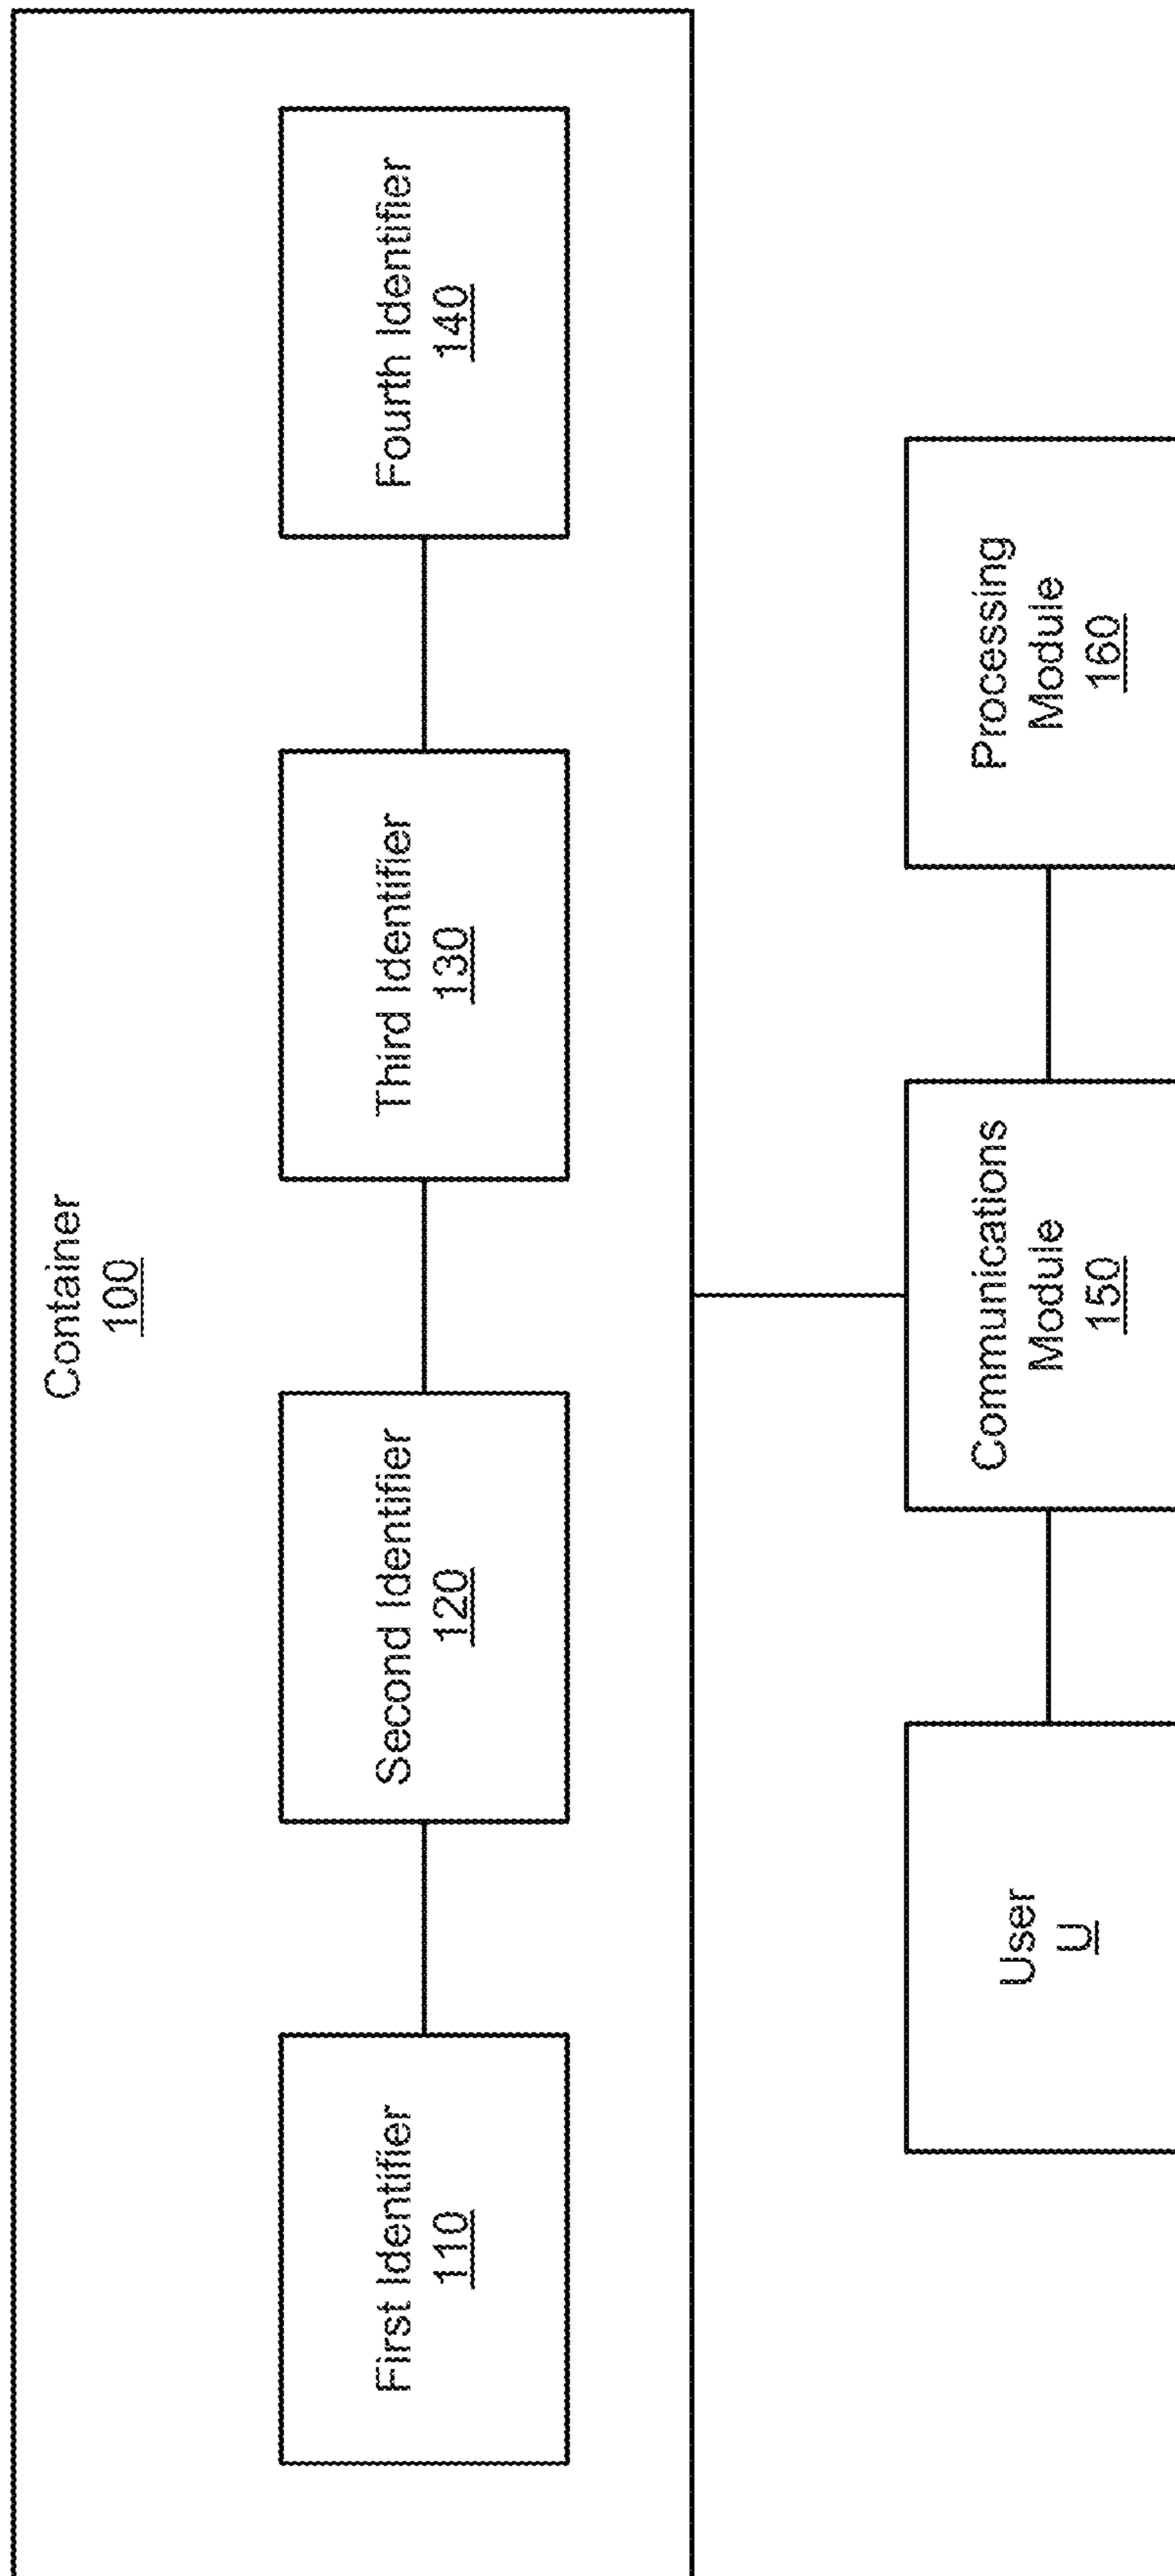 Container
100
First Identifier
110
Second Identifier
120
Third Identifier
130
Fourth Identifier
140
User
U
Communications
Module
150
Processing
Module
160